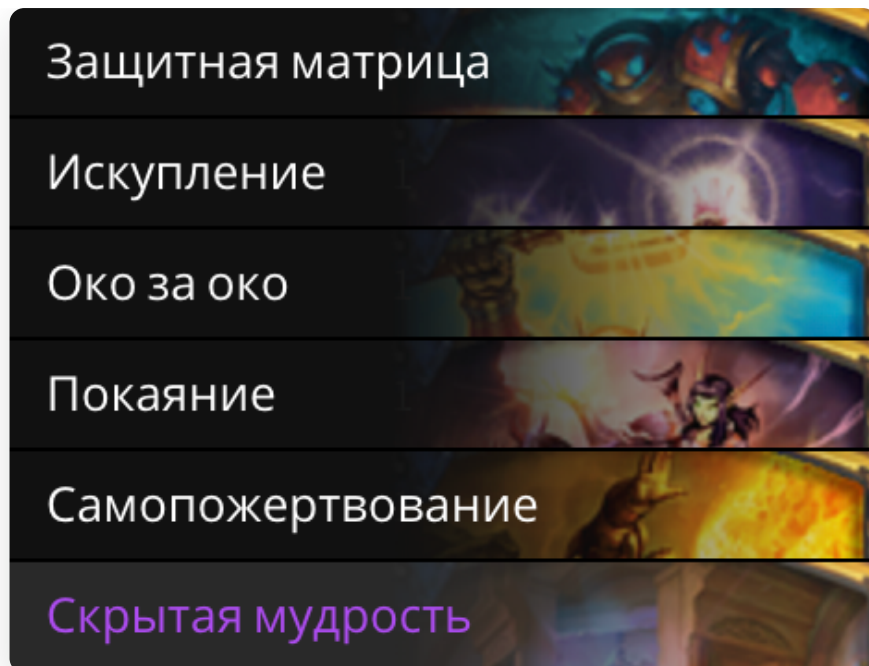 Защитная матрица
Искупление
Око за око
Покаяние
Самопожертвование
Скрытая мудрость